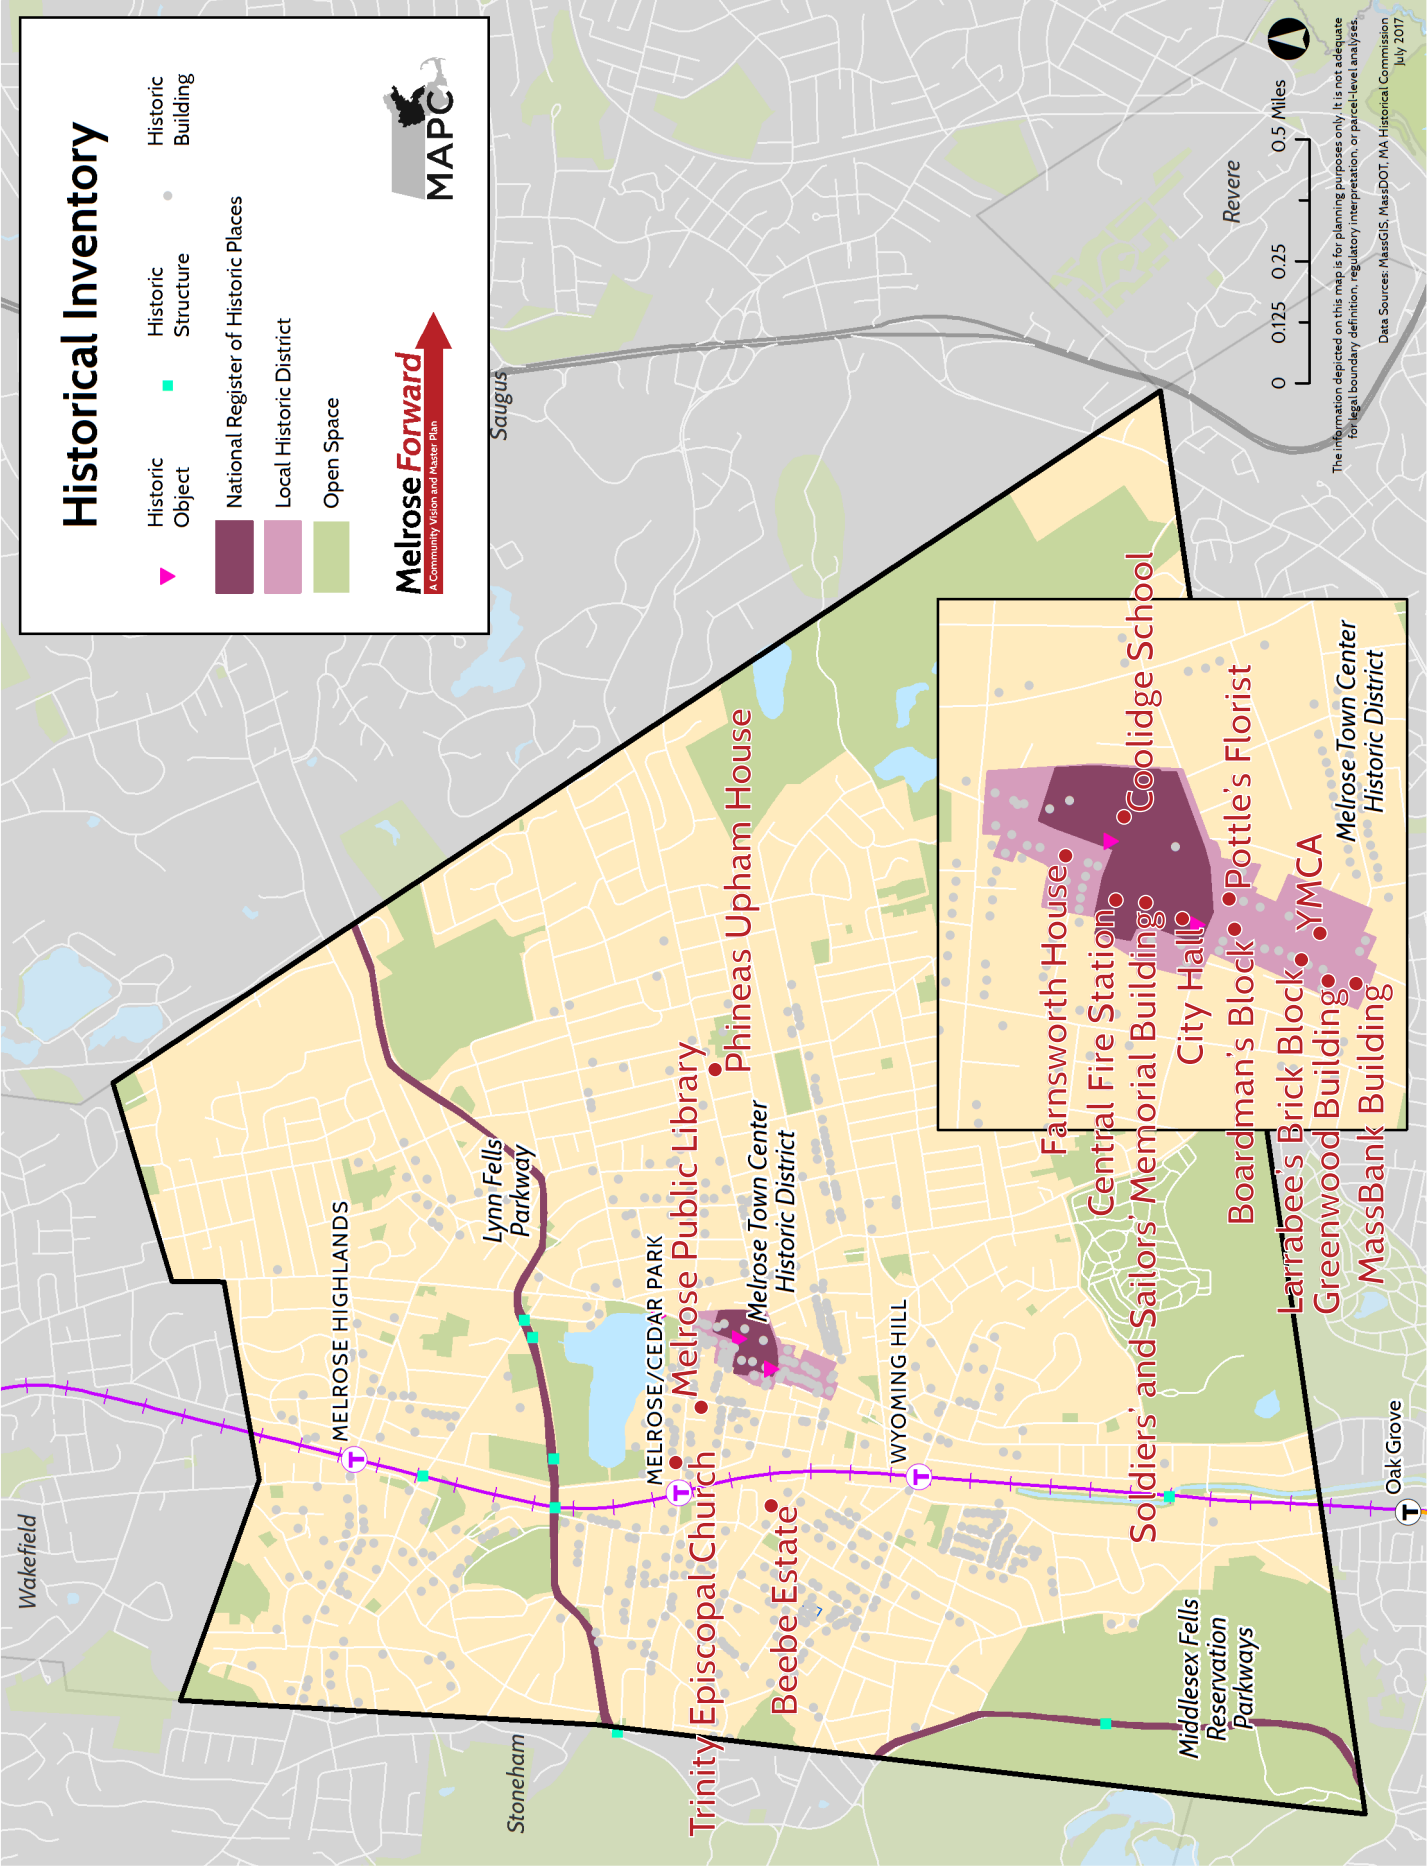 Historical Inventory
Historic
Object
Historic
Structure
Historic
Building
National Register of Historic Places
Local Historic District
Open Space
Melrose Forward
A Community Vision and Master Plan
MAPC
Wakefield
Stoneham
Saugus
Revere
MELROSE HIGHLANDS
T
Lynn Fells
Parkway
MELROSE/CEDAR PARK
T
Melrose Public Library
Trinity Episcopal Church
Phineas Upham House
Melrose Town Center
Historic District
Beebe Estate
WYOMING HILL
T
Middlesex Fells
Reservation
Parkways
Oak Grove
T
Farnsworth House
Central Fire Station
Coolidge School
Soldiers' and Sailors' Memorial Building
City Hall
Boardman's Block
Pottle's Florist
Larrabee's Brick Block
YMCA
Greenwood Building
MassBank Building
Melrose Town Center
Historic District
0 0.125 0.25 0.5 Miles
The information depicted on this map is for planning purposes only. It is not adequate
for legal boundary definition, regulatory interpretation, or parcel-level analyses.
Data Sources: MassGIS, MassDOT, MA Historical Commission
July 2017